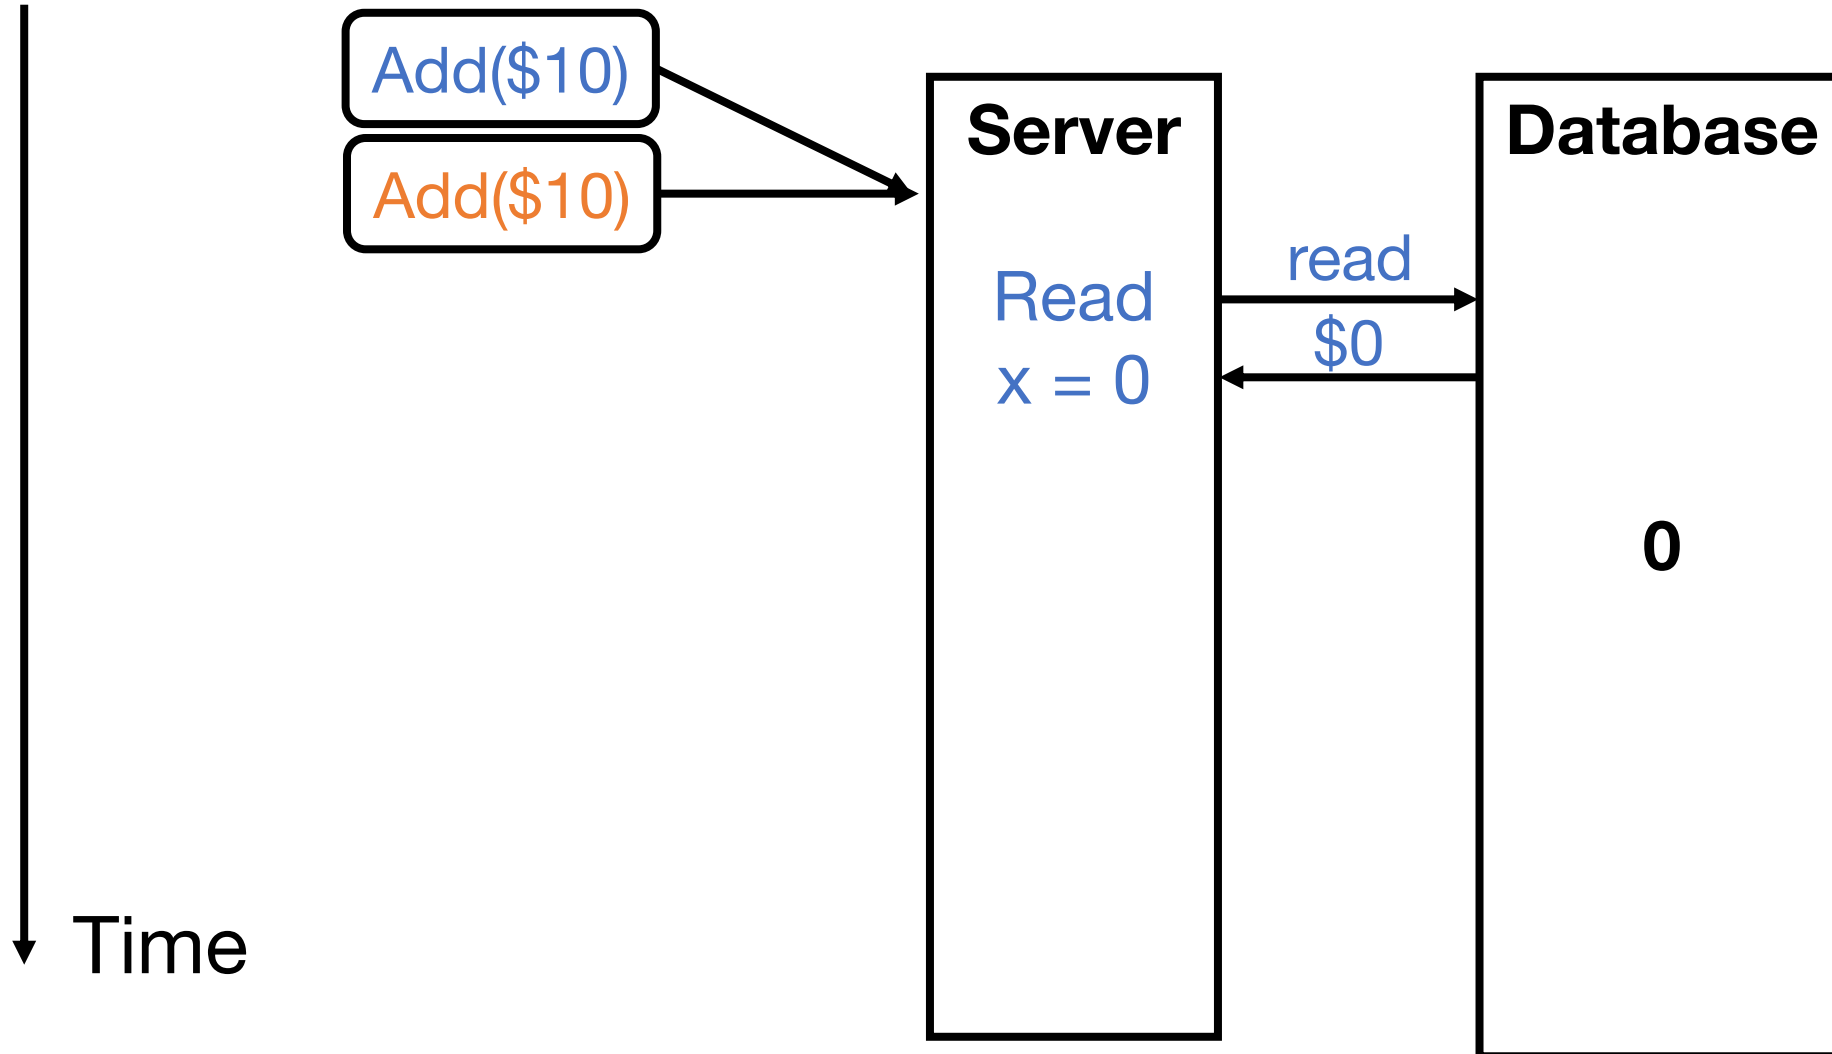 Add($10)
Add($10)
Server
Database
Read
x = 0
read
$0
0
Time